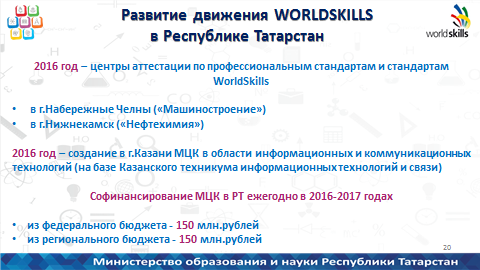 Развитие движения WORLDSKILLS
в Республике Татарстан
worldskills
2016 год – центры аттестации по профессиональным стандартам и стандартам
WorldSkills
• в г.Набережные Челны («Машиностроение»)
• в г.Нижнекамск («Нефтехимия»)
2016 год – создание в г.Казани МЦК в области информационных и коммуникационных
технологий (на базе Казанского техникума информационных технологий и связи)
Софинансирование МЦК в РТ ежегодно в 2016-2017 годах
• из федерального бюджета - 150 млн.рублей
• из регионального бюджета - 150 млн.рублей
20
Министерство образования и науки Республики Татарстан